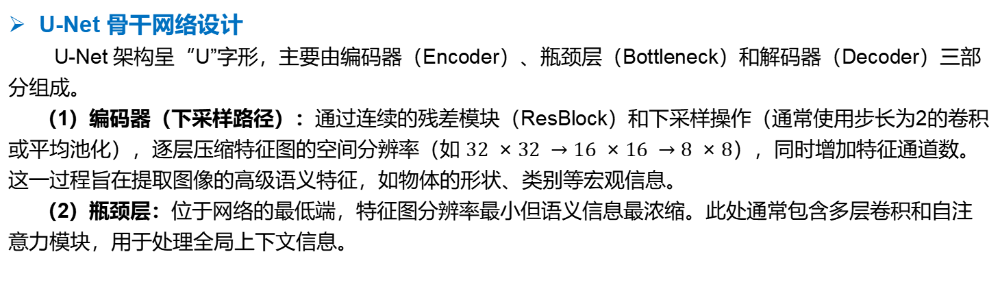 ➢ U-Net 骨干网络设计
U-Net 架构呈“U”字形，主要由编码器（Encoder）、瓶颈层（Bottleneck）和解码器（Decoder）三部
分组成。
（1）编码器（下采样路径）：通过连续的残差模块（ResBlock）和下采样操作（通常使用步长为2的卷积
或平均池化），逐层压缩特征图的空间分辨率（如 32 × 32 → 16 × 16 → 8 × 8），同时增加特征通道数。
这一过程旨在提取图像的高级语义特征，如物体的形状、类别等宏观信息。
（2）瓶颈层：位于网络的最低端，特征图分辨率最小但语义信息最浓缩。此处通常包含多层卷积和自注
意力模块，用于处理全局上下文信息。